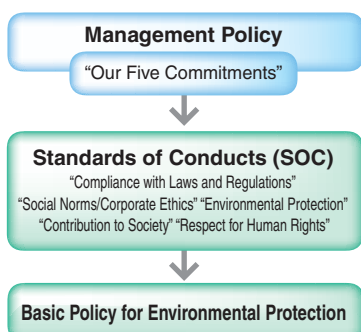 Management Policy
“Our Five Commitments”
Standards of Conducts (SOC)
“Compliance with Laws and Regulations”
“Social Norms/Corporate Ethics” “Environmental Protection”
“Contribution to Society” “Respect for Human Rights”
Basic Policy for Environmental Protection